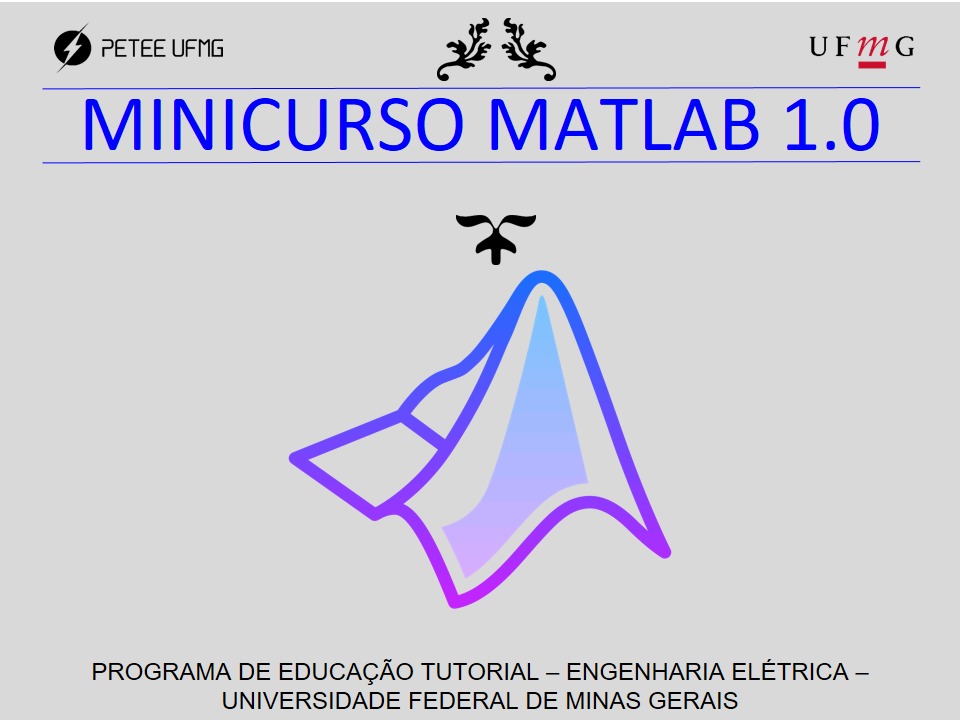 PETEE UFMG
UFmG
MINICURSO MATLAB 1.0
PROGRAMA DE EDUCAÇÃO TUTORIAL – ENGENHARIA ELÉTRICA –
UNIVERSIDADE FEDERAL DE MINAS GERAIS